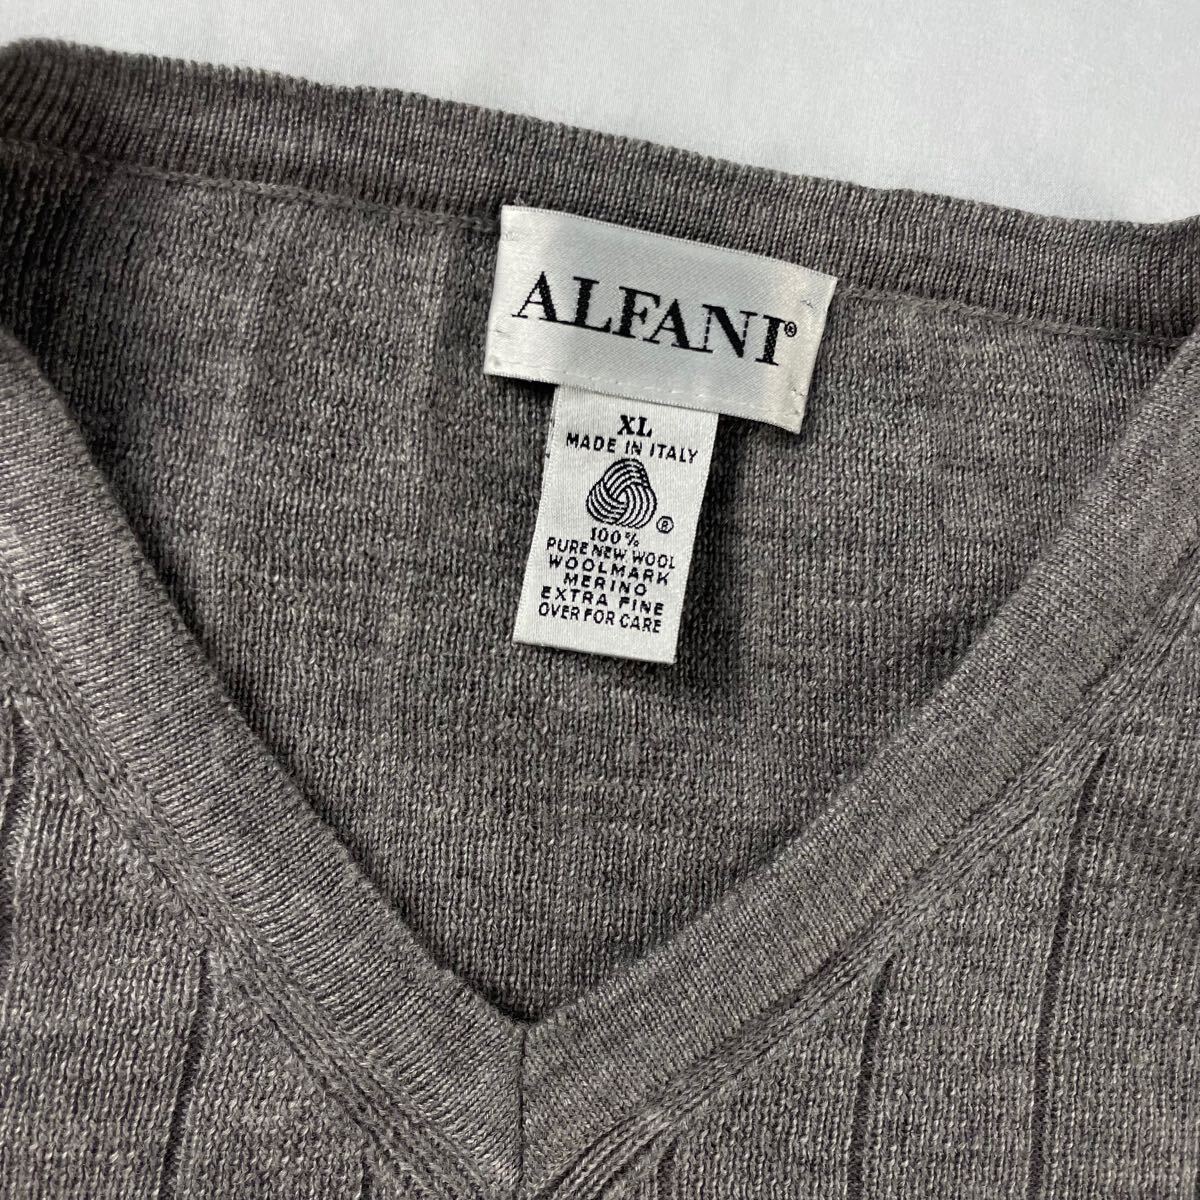 ALFANI®
XL
MADE IN ITALY
®
100%
PURE NEW WOOL
WOOLMARK
MERINO
EXTRA FINE
OVER FOR CARE